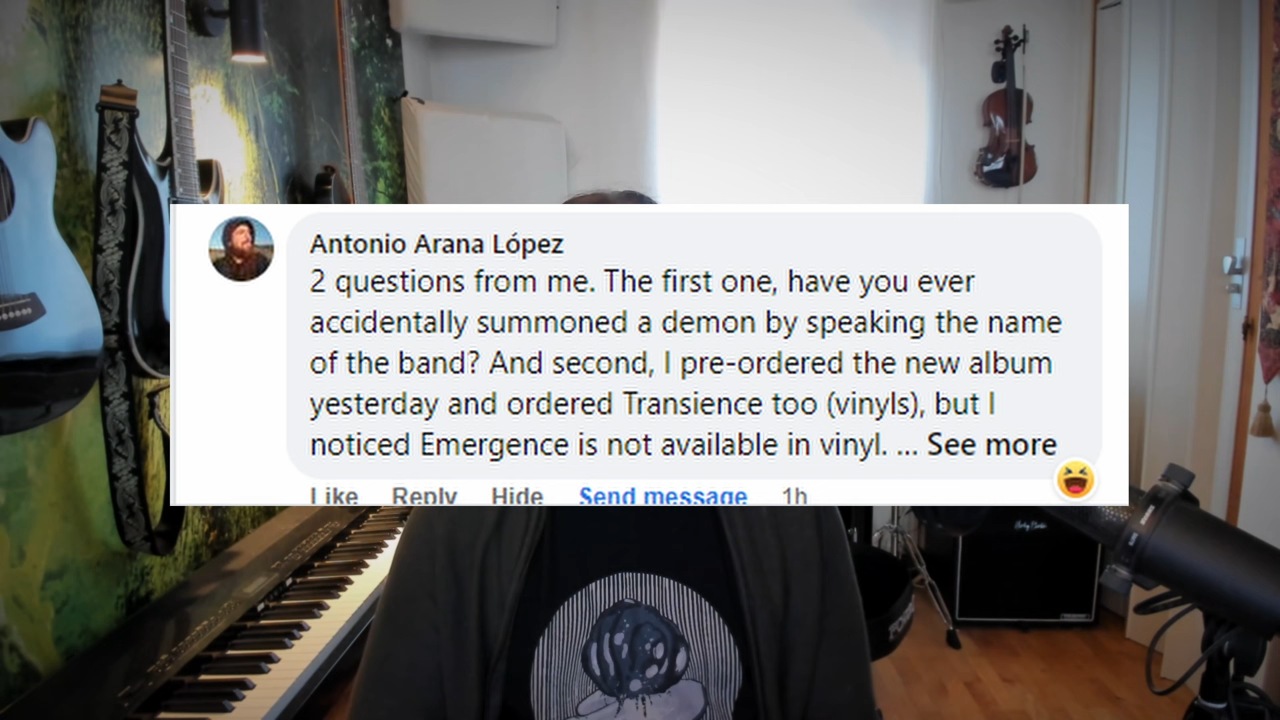 Antonio Arana López
2 questions from me. The first one, have you ever
accidentally summoned a demon by speaking the name
of the band? And second, I pre-ordered the new album
yesterday and ordered Transience too (vinyls), but I
noticed Emergence is not available in vinyl. ... See more
Like Reply Hide Send message 1h